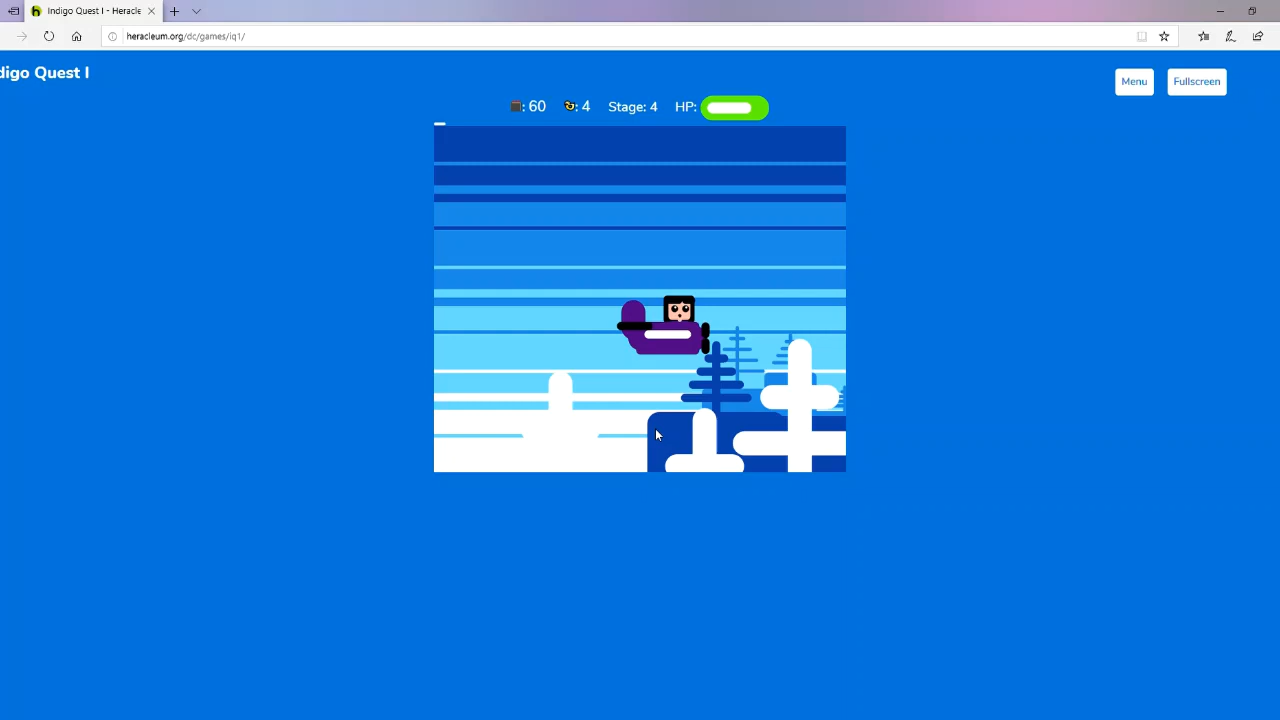 Indigo Quest I - Heracle
heracleum.org/dc/games/iq1/
digo Quest I
Menu
Fullscreen
: 60 : 4 Stage: 4 HP: